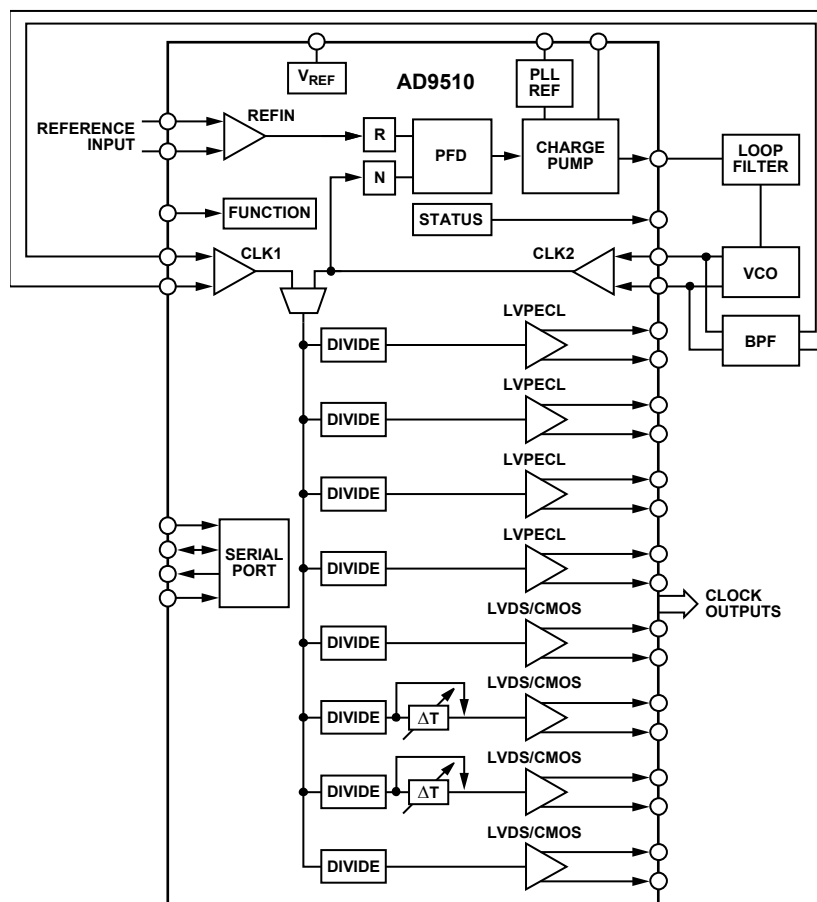 V_REF
AD9510
PLL
REF
REFERENCE
INPUT
REFIN
R
N
PFD
CHARGE
PUMP
LOOP
FILTER
FUNCTION
STATUS
CLK1
CLK2
VCO
BPF
DIVIDE
LVPECL
DIVIDE
LVPECL
DIVIDE
LVPECL
DIVIDE
LVPECL
SERIAL
PORT
CLOCK
OUTPUTS
DIVIDE
LVDS/CMOS
DIVIDE
ΔT
LVDS/CMOS
DIVIDE
ΔT
LVDS/CMOS
DIVIDE
LVDS/CMOS